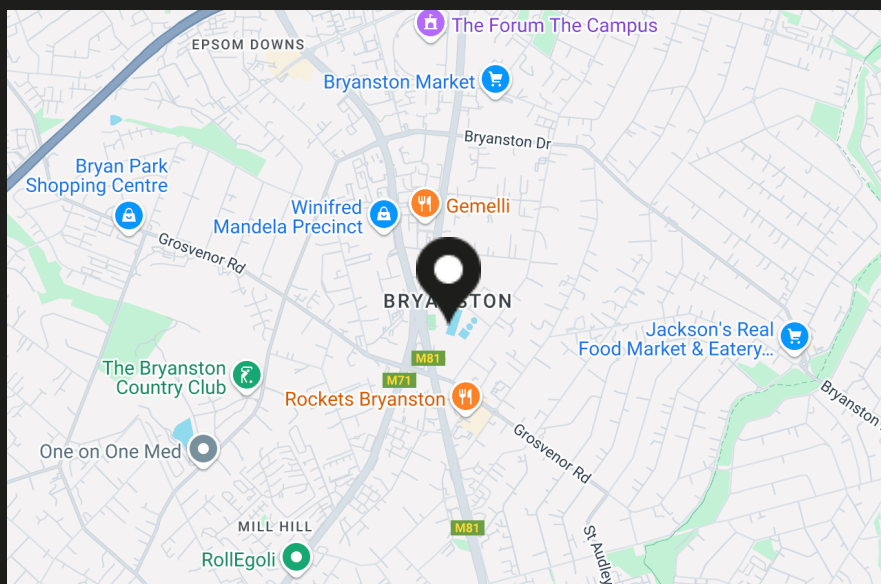 The Forum The Campus
EPSOM DOWNS
Bryanston Market
Bryanston Dr
Bryan Park
Shopping Centre
Winifred
Mandela Precinct
Gemelli
Grosvenor Rd
BRYANSTON
Jackson's Real
Food Market & Eatery...
M81
The Bryanston
Country Club
M71
Rockets Bryanston
Bryanston
Grosvenor Rd
One on One Med
MILL HILL
M81
St Audley
RollEgoli